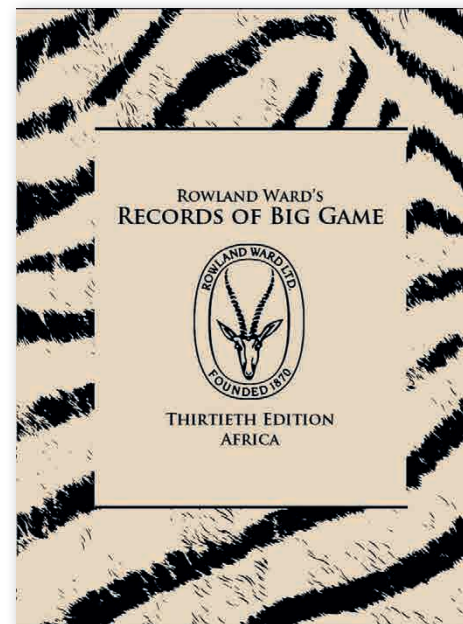 ROWLAND WARD'S
RECORDS OF BIG GAME
ROWLAND WARD LTD.
FOUNDED 1870
THIRTIETH EDITION
AFRICA